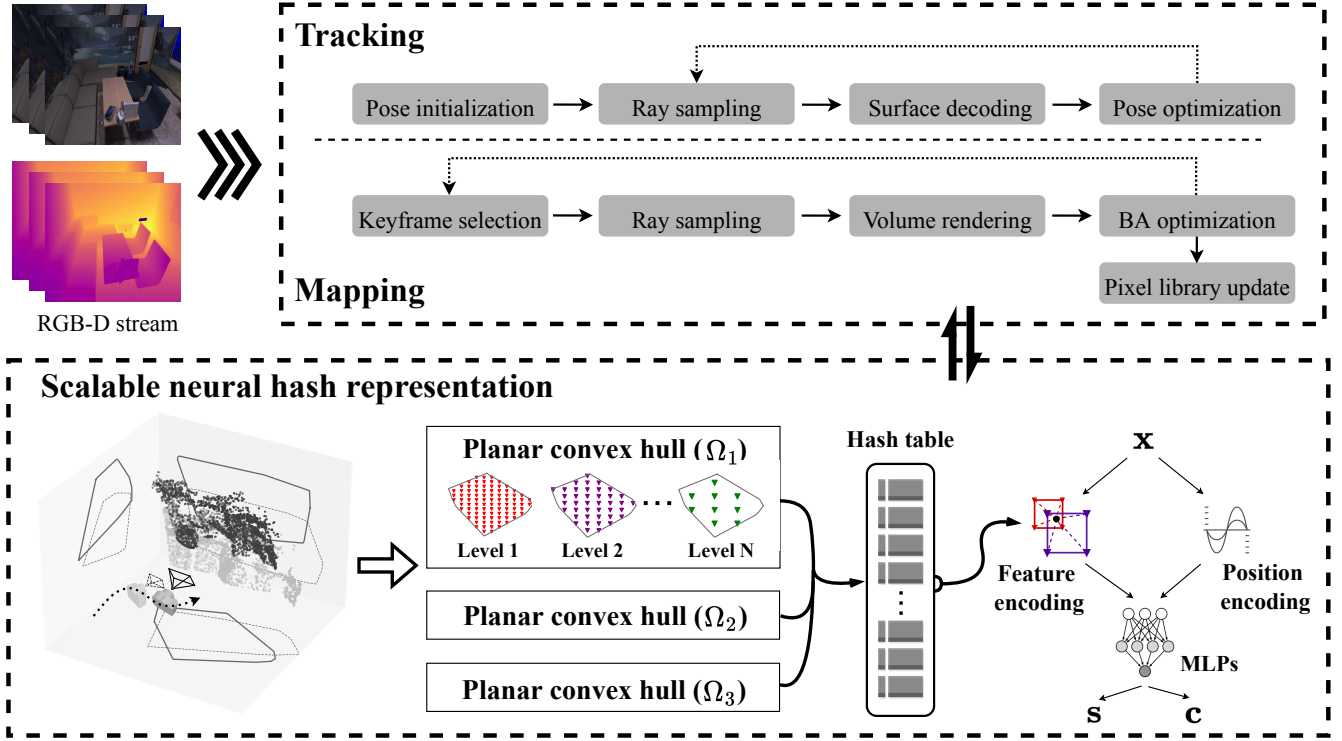 Tracking
Pose initialization
Ray sampling
Surface decoding
Pose optimization
Keyframe selection
Ray sampling
Volume rendering
BA optimization
Pixel library update
Mapping
RGB-D stream
Scalable neural hash representation
Planar convex hull (Ω₁)
Level 1
Level 2
Level N
Planar convex hull (Ω₂)
Planar convex hull (Ω₃)
Hash table
x
Feature
encoding
Position
encoding
MLPs
s
c